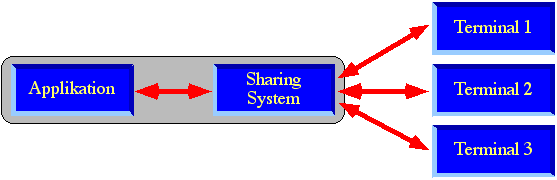 Applikation
Sharing
System
Terminal 1
Terminal 2
Terminal 3